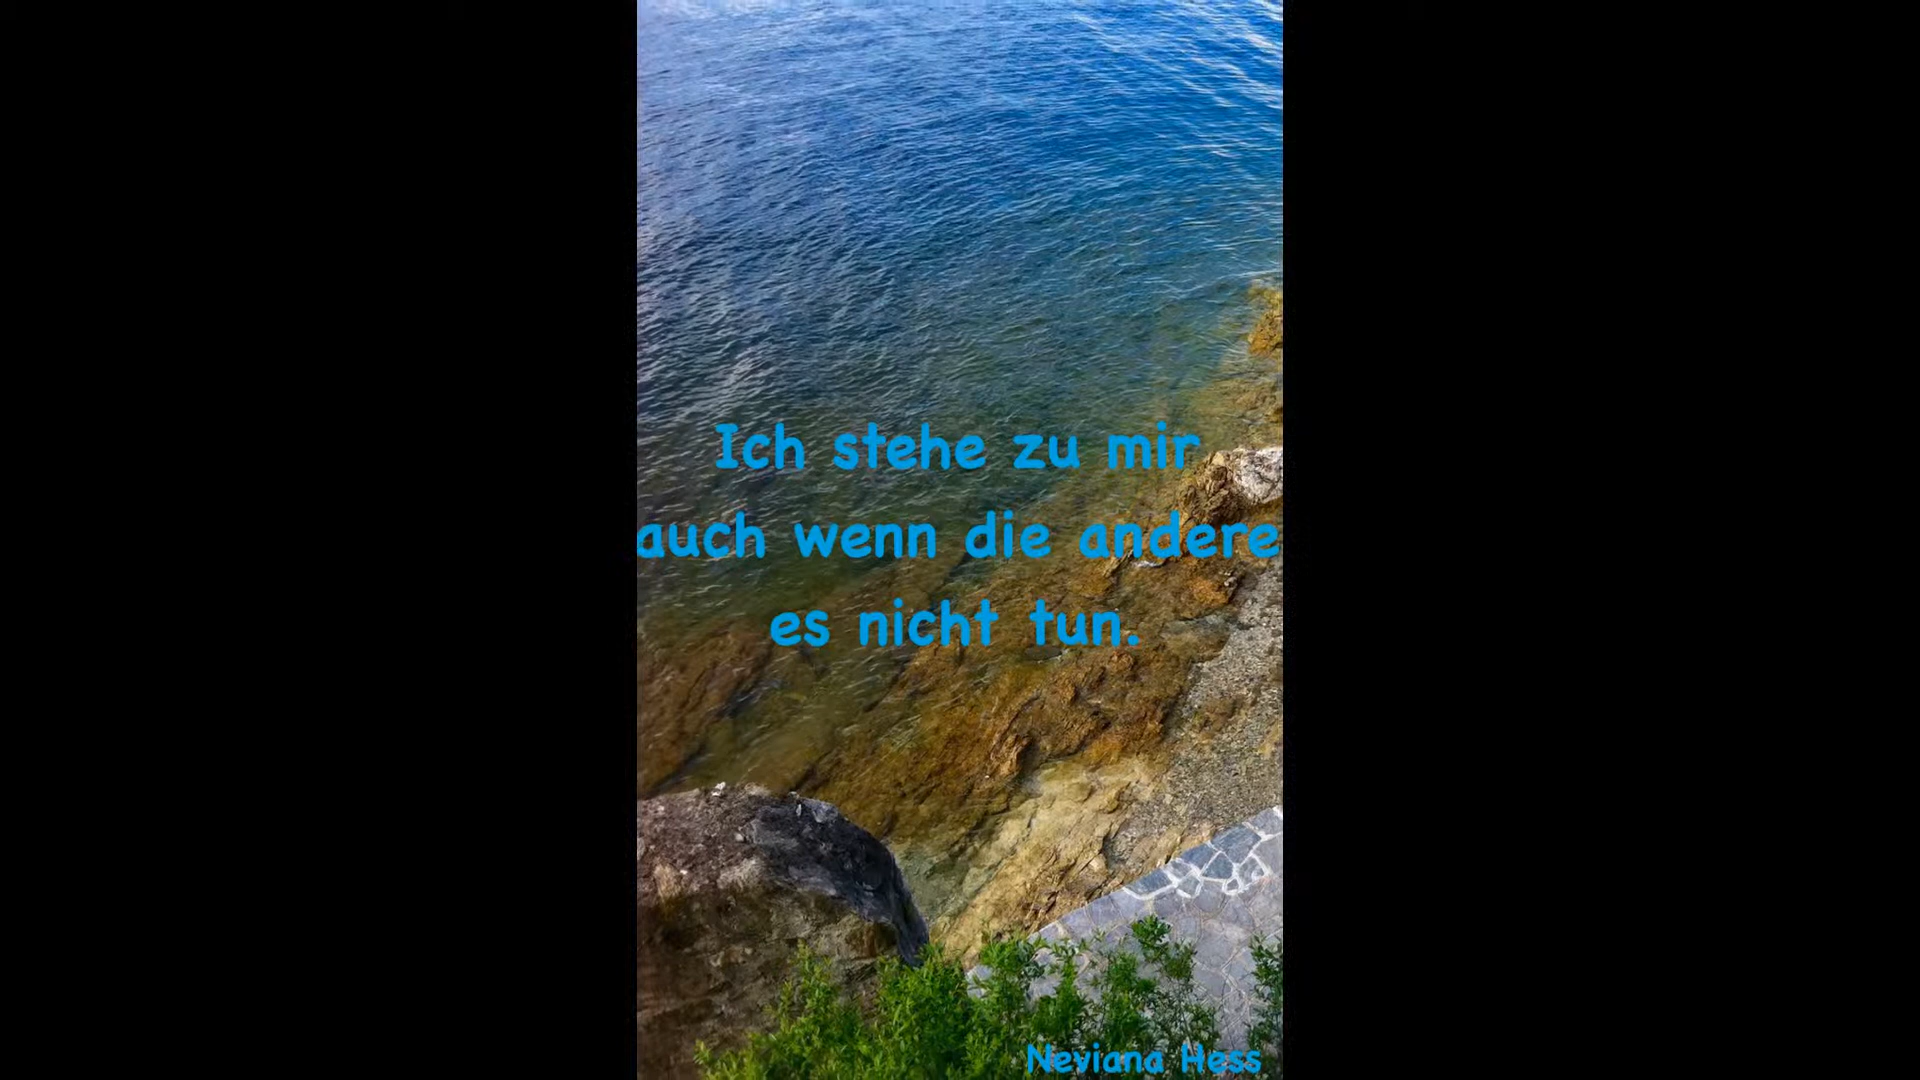 Ich stehe zu mir
auch wenn die andere
es nicht tun.
Neviana Hess